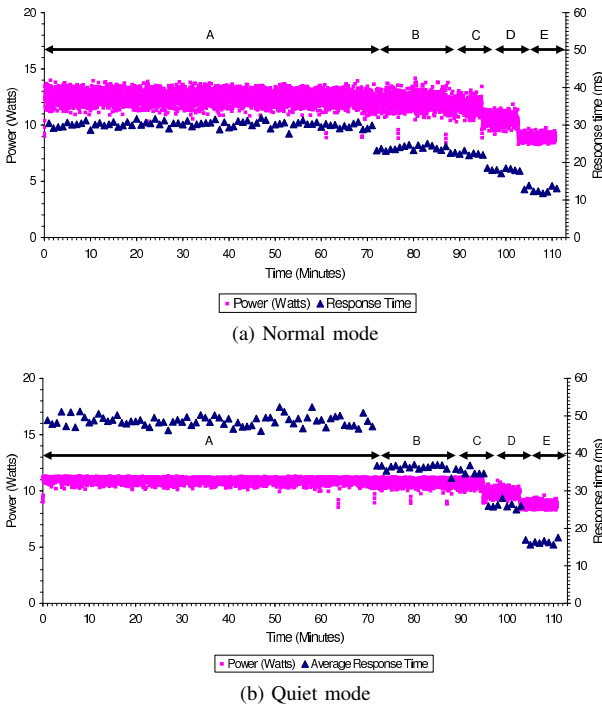 20
60
A
B
C
D
E
15
50
40
10
30
20
5
10
0
0
Power (Watts)
Response time (ms)
0 10 20 30 40 50 60 70 80 90 100 110
Time (Minutes)
Power (Watts) Response Time
(a) Normal mode
20
60
50
15
A
B
C
D
E
40
10
30
20
5
10
0
0
Power (Watts)
Response time (ms)
0 10 20 30 40 50 60 70 80 90 100 110
Time (Minutes)
Power (Watts) Average Response Time
(b) Quiet mode